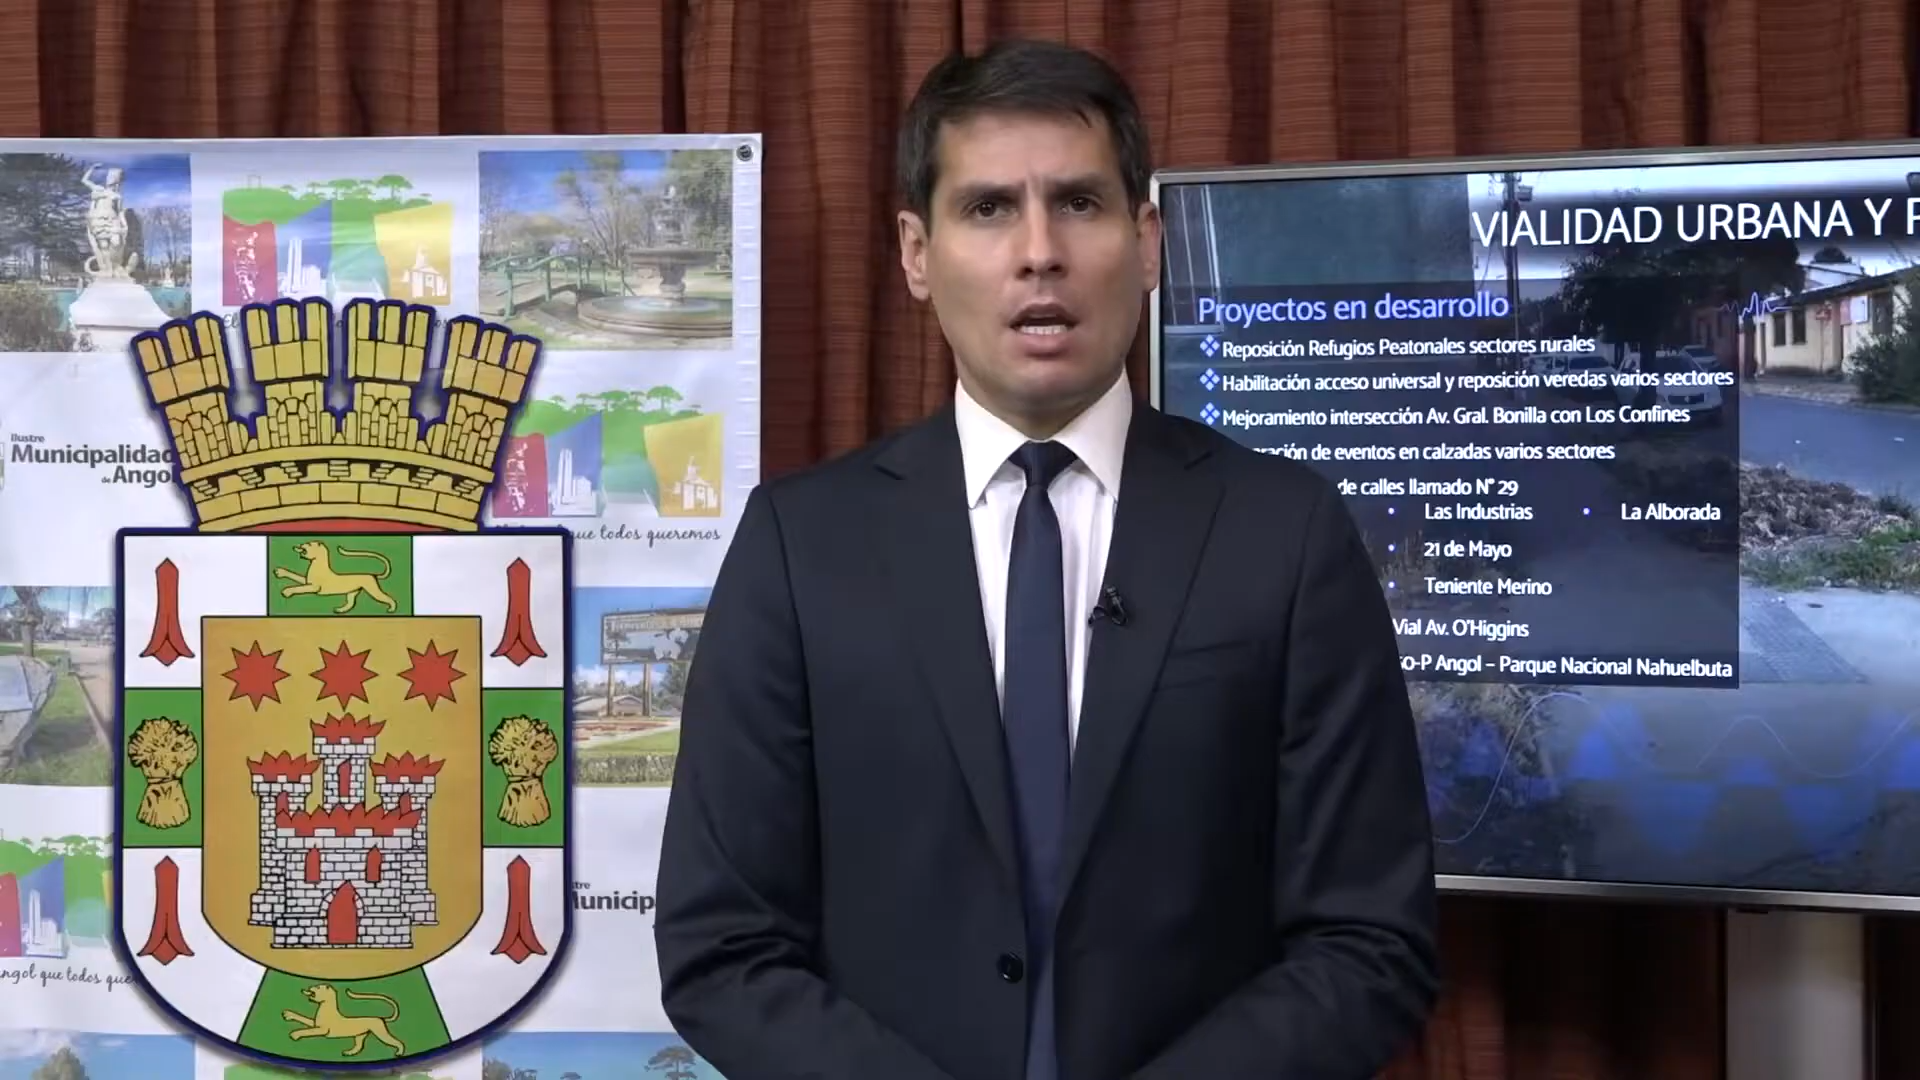 Ilustre
Municipalidad
de Angol
que todos queremos
Municip
ngol que todos que
VIALIDAD URBANA Y
Proyectos en desarrollo
Reposición Refugios Peatonales sectores rurales
Habilitación acceso universal y reposición veredas varios sectores
Mejoramiento intersección Av. Gral. Bonilla con Los Confines
ración de eventos en calzadas varios sectores
de calles llamado N° 29
Las Industrias • La Alborada
21 de Mayo
Teniente Merino
Vial Av. O'Higgins
so-P Angol – Parque Nacional Nahuelbuta